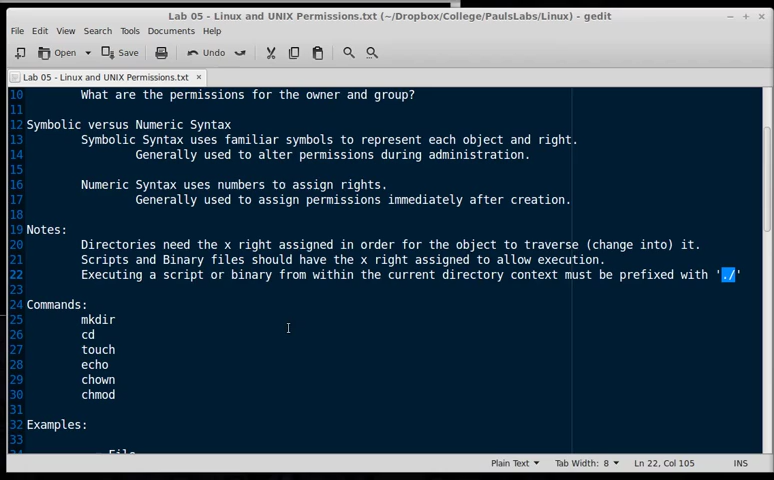 Lab 05 - Linux and UNIX Permissions.txt (~/Dropbox/College/PaulsLabs/Linux) - gedit
File Edit View Search Tools Documents Help
Open Save Undo
Lab 05 - Linux and UNIX Permissions.txt ×
10 What are the permissions for the owner and group?
11
12 Symbolic versus Numeric Syntax
13 Symbolic Syntax uses familiar symbols to represent each object and right.
14 Generally used to alter permissions during administration.
15
16 Numeric Syntax uses numbers to assign rights.
17 Generally used to assign permissions immediately after creation.
18
19 Notes:
20 Directories need the x right assigned in order for the object to traverse (change into) it.
21 Scripts and Binary files should have the x right assigned to allow execution.
22 Executing a script or binary from within the current directory context must be prefixed with './'
23
24 Commands:
25 mkdir
26 cd
27 touch
28 echo
29 chown
30 chmod
31
32 Examples:
33
Plain Text Tab Width: 8 Ln 22, Col 105 INS